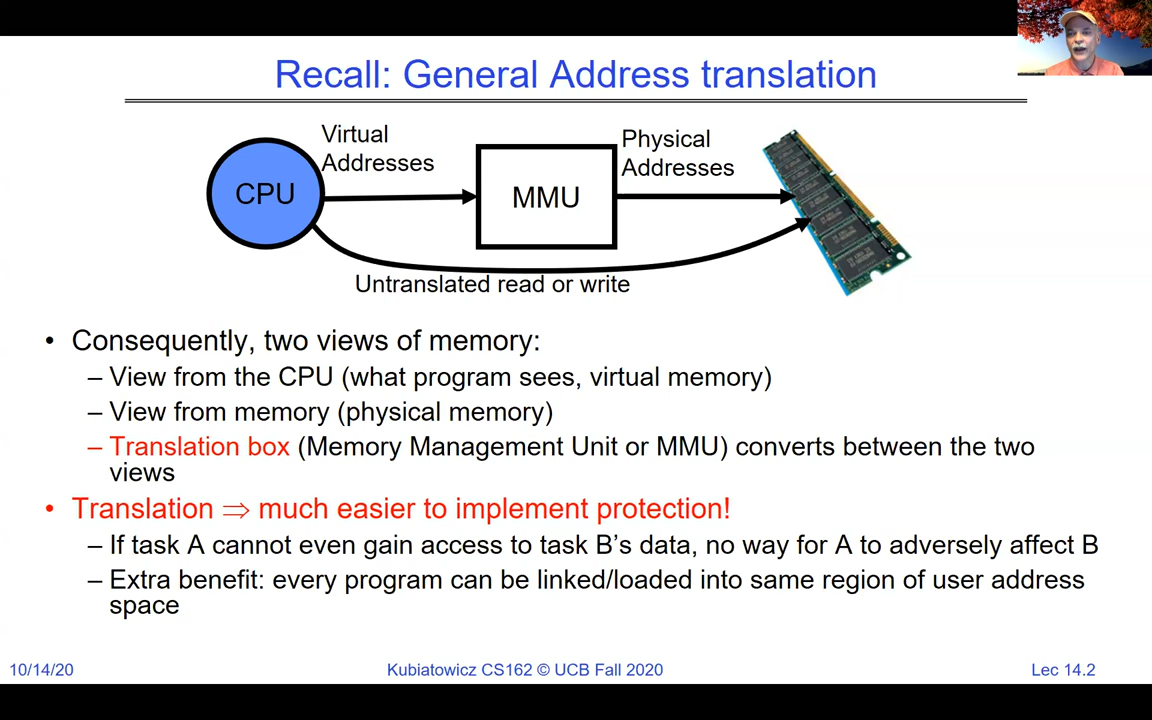 Recall: General Address translation
Virtual
Addresses
Physical
Addresses
CPU
MMU
Untranslated read or write
• Consequently, two views of memory:
– View from the CPU (what program sees, virtual memory)
– View from memory (physical memory)
– Translation box (Memory Management Unit or MMU) converts between the two
views
• Translation ⇒ much easier to implement protection!
– If task A cannot even gain access to task B’s data, no way for A to adversely affect B
– Extra benefit: every program can be linked/loaded into same region of user address
space
10/14/20
Kubiatowicz CS162 © UCB Fall 2020
Lec 14.2